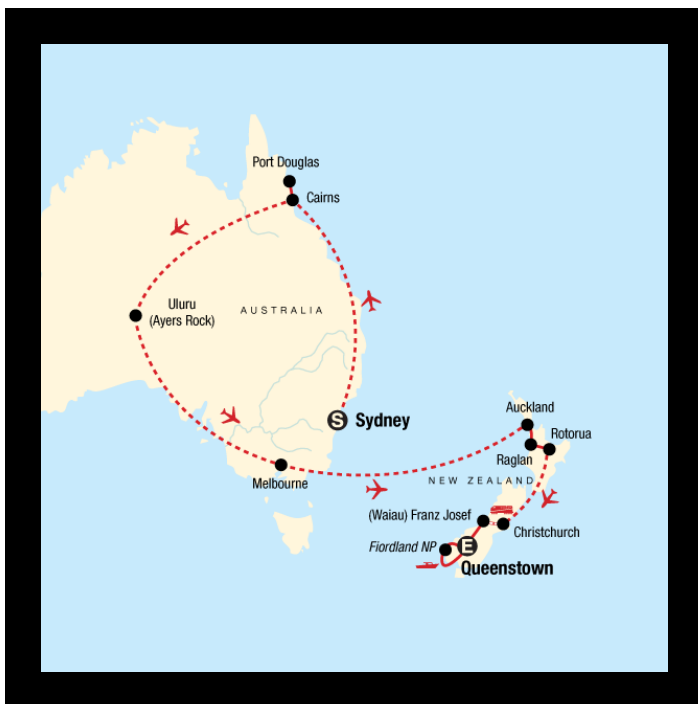 Port Douglas
Cairns
Uluru
(Ayers Rock)
AUSTRALIA
S Sydney
Auckland
Rotorua
Raglan
Melbourne
NEW ZEALAND
(Waiau) Franz Josef
Christchurch
Fiordland NP
E
Queenstown